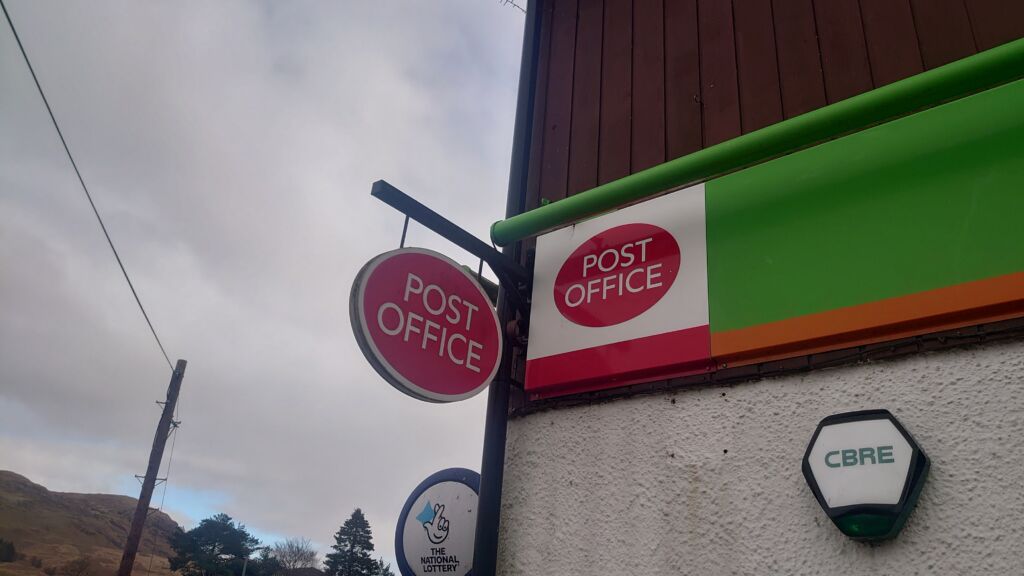 POST
OFFICE
POST
OFFICE
CBRE
THE
NATIONAL
LOTTERY